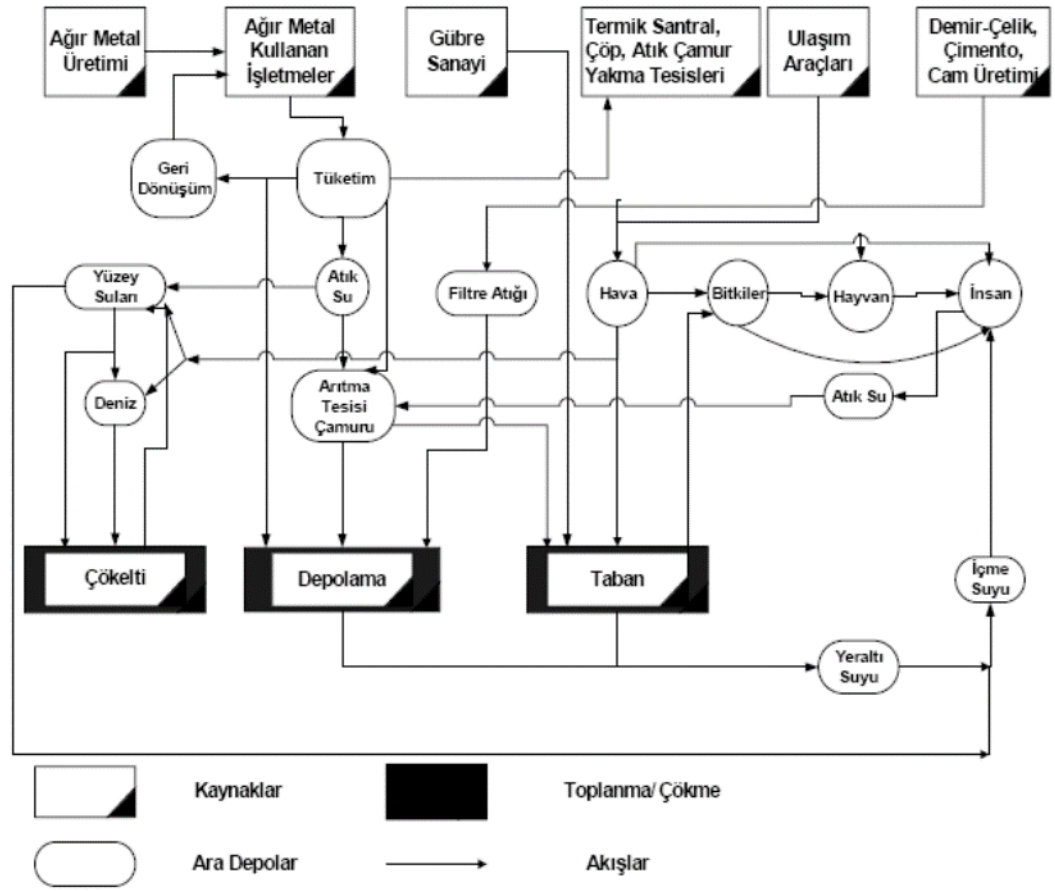 Ağır Metal
Üretimi
Ağır Metal
Kullanan
İşletmeler
Gübre
Sanayi
Termik Santral,
Çöp, Atık Çamur
Yakma Tesisleri
Ulaşım
Araçları
Demir-Çelik,
Çimento,
Cam Üretimi
Geri
Dönüşüm
Tüketim
Yüzey
Suları
Atık
Su
Filtre Atığı
Hava
Bitkiler
Hayvan
İnsan
Deniz
Arıtma
Tesisi
Çamuru
Atık Su
Çökelti
Depolama
Taban
İçme
Suyu
Yeraltı
Suyu
Kaynaklar
Toplanma/ Çökme
Ara Depolar
Akışlar